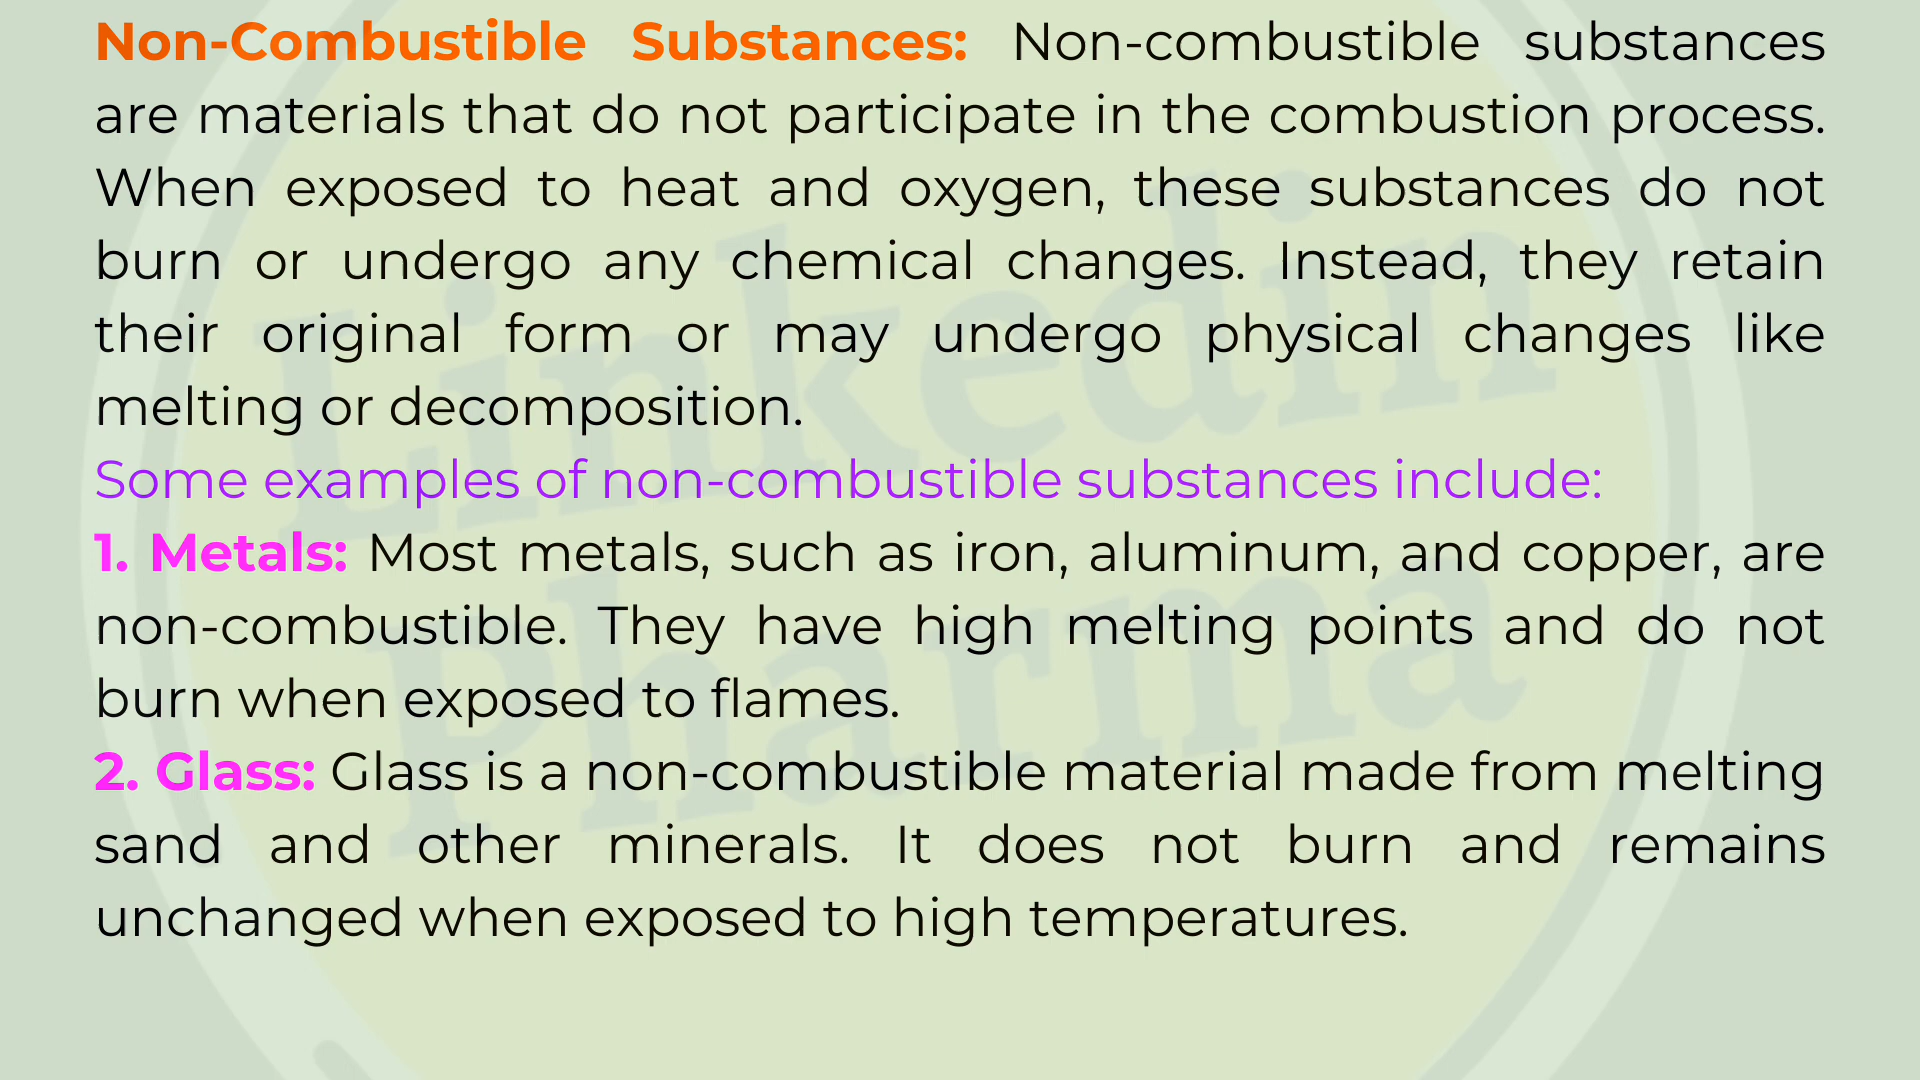 Non-Combustible Substances: Non-combustible substances
are materials that do not participate in the combustion process.
When exposed to heat and oxygen, these substances do not
burn or undergo any chemical changes. Instead, they retain
their original form or may undergo physical changes like
melting or decomposition.
Some examples of non-combustible substances include:
1. Metals: Most metals, such as iron, aluminum, and copper, are
non-combustible. They have high melting points and do not
burn when exposed to flames.
2. Glass: Glass is a non-combustible material made from melting
sand and other minerals. It does not burn and remains
unchanged when exposed to high temperatures.
Linkedin
Pharma